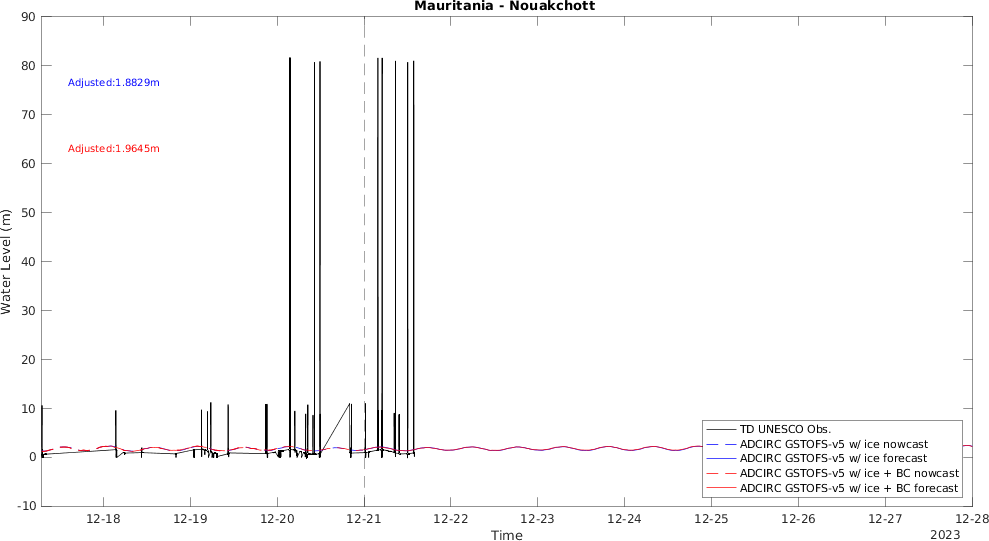 Mauritania - Nouakchott
90
80
70
60
50
40
30
20
10
0
-10
Water Level (m)
Adjusted:1.8829m
Adjusted:1.9645m
TD UNESCO Obs.
ADCIRC GSTOFS-v5 w/ ice nowcast
ADCIRC GSTOFS-v5 w/ ice forecast
ADCIRC GSTOFS-v5 w/ ice + BC nowcast
ADCIRC GSTOFS-v5 w/ ice + BC forecast
12-18 12-19 12-20 12-21 12-22 12-23 12-24 12-25 12-26 12-27 12-28
Time
2023